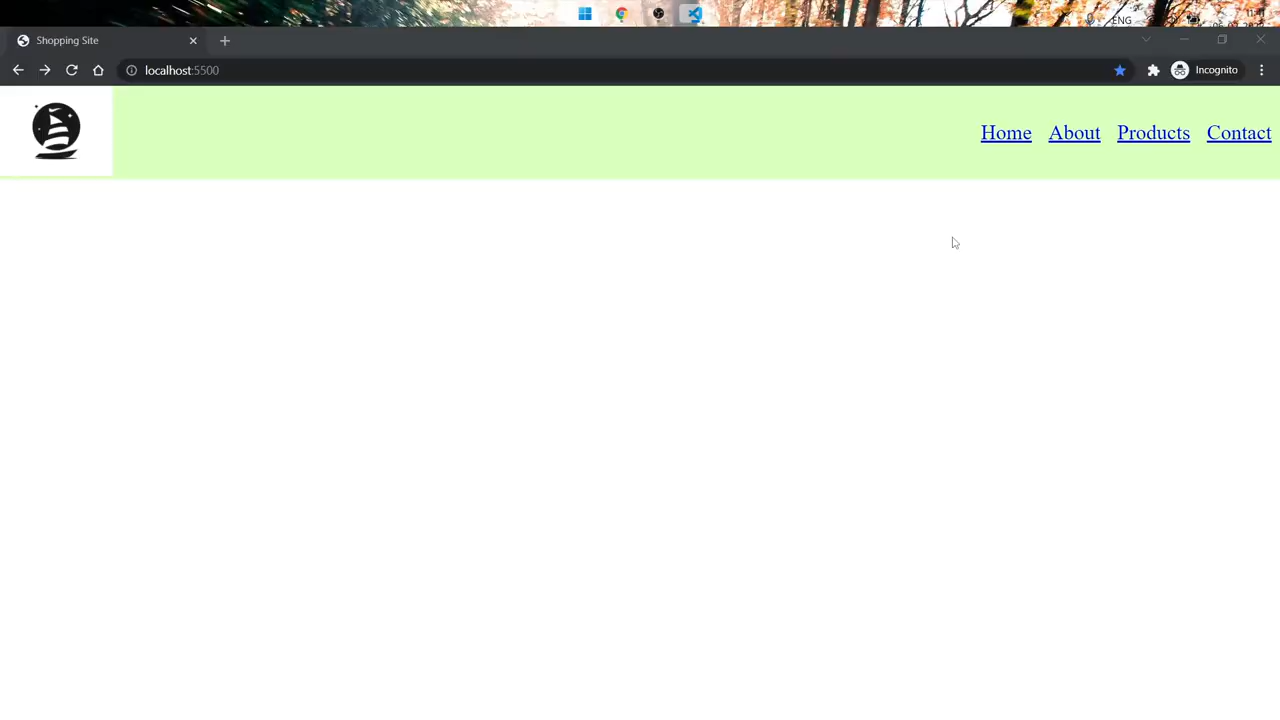 ENG
Shopping Site
localhost:5500
Incognito
Home About Products Contact